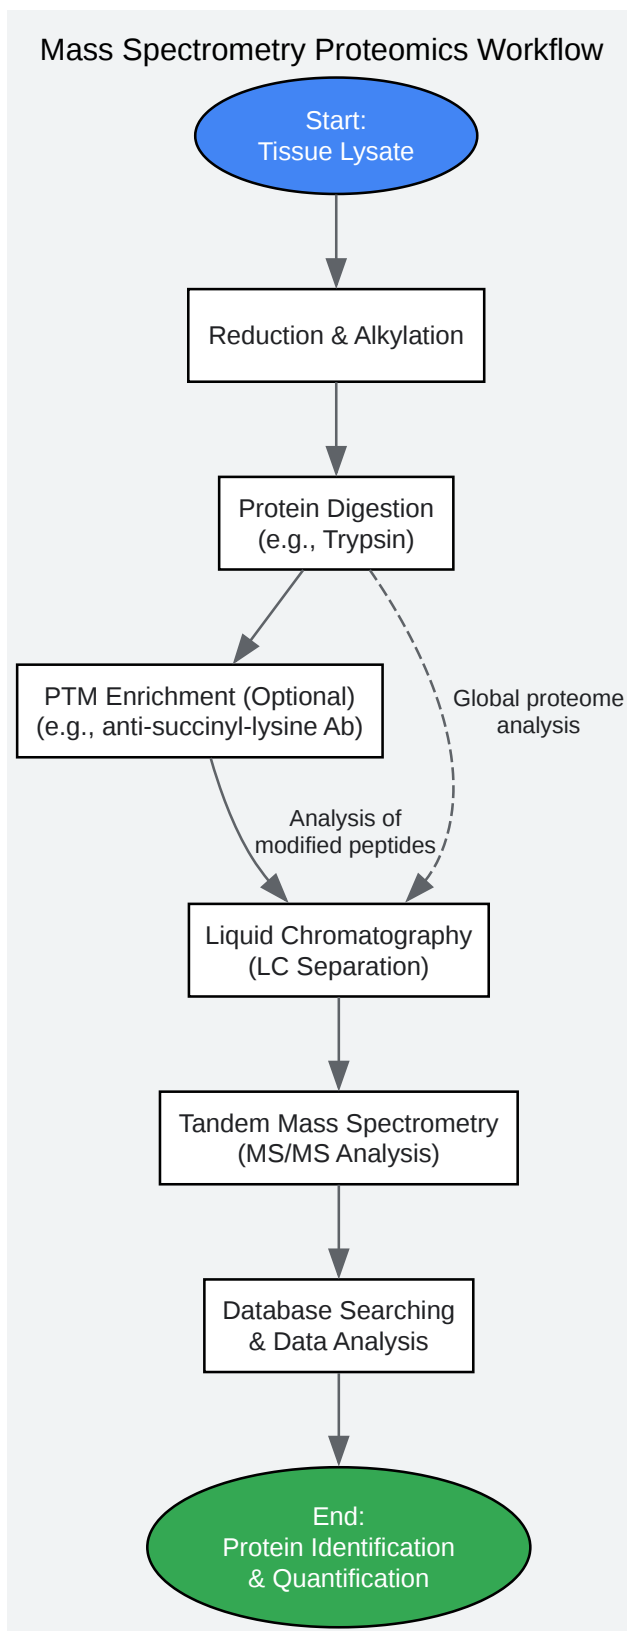 Mass Spectrometry Proteomics Workflow
Start:
Tissue Lysate
Reduction & Alkylation
Protein Digestion
(e.g., Trypsin)
PTM Enrichment (Optional)
(e.g., anti-succinyl-lysine Ab)
Global proteome
analysis
Analysis of
modified peptides
Liquid Chromatography
(LC Separation)
Tandem Mass Spectrometry
(MS/MS Analysis)
Database Searching
& Data Analysis
End:
Protein Identification
& Quantification